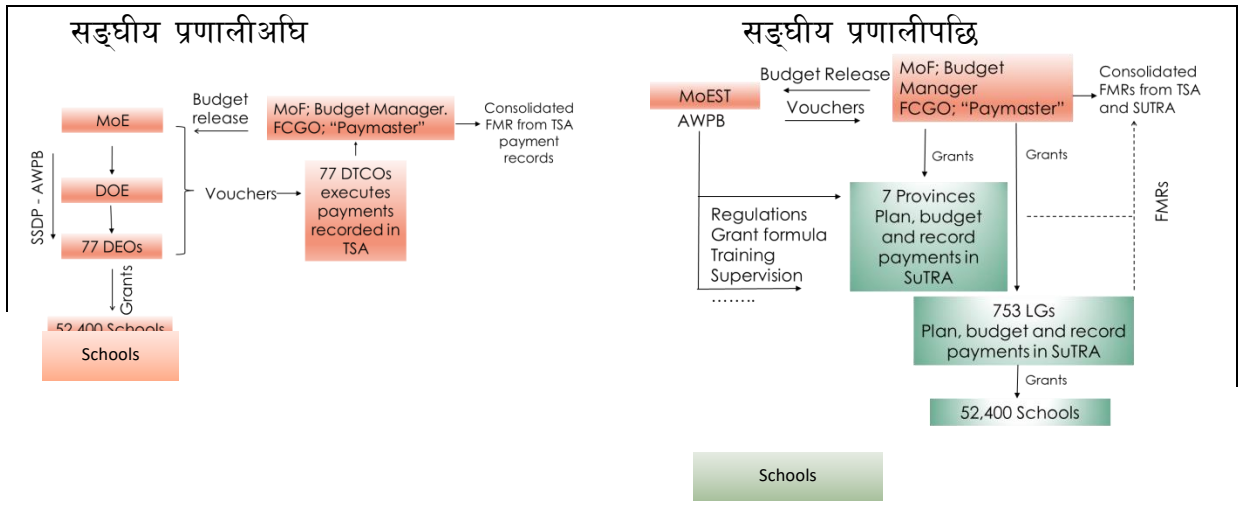 सङ्घीय प्रणालीअघि
Budget
release
MoE
MoF; Budget Manager.
FCGO; “Paymaster”
Consolidated
FMR from TSA
payment
records
SSDP - AWPB
DOE
Vouchers
77 DTCOs
executes
payments
recorded in
TSA
77 DEOs
Grants
52,400 Schools
Schools
सङ्घीय प्रणालीपछि
MoEST
AWPB
Budget Release
Vouchers
MoF; Budget
Manager
FCGO; “Paymaster”
Consolidated
FMRs from TSA
and SUTRA
Grants
Grants
FMRs
Regulations
Grant formula
Training
Supervision
........
7 Provinces
Plan, budget
and record
payments in
SuTRA
753 LGs
Plan, budget and record
payments in SuTRA
Grants
52,400 Schools
Schools